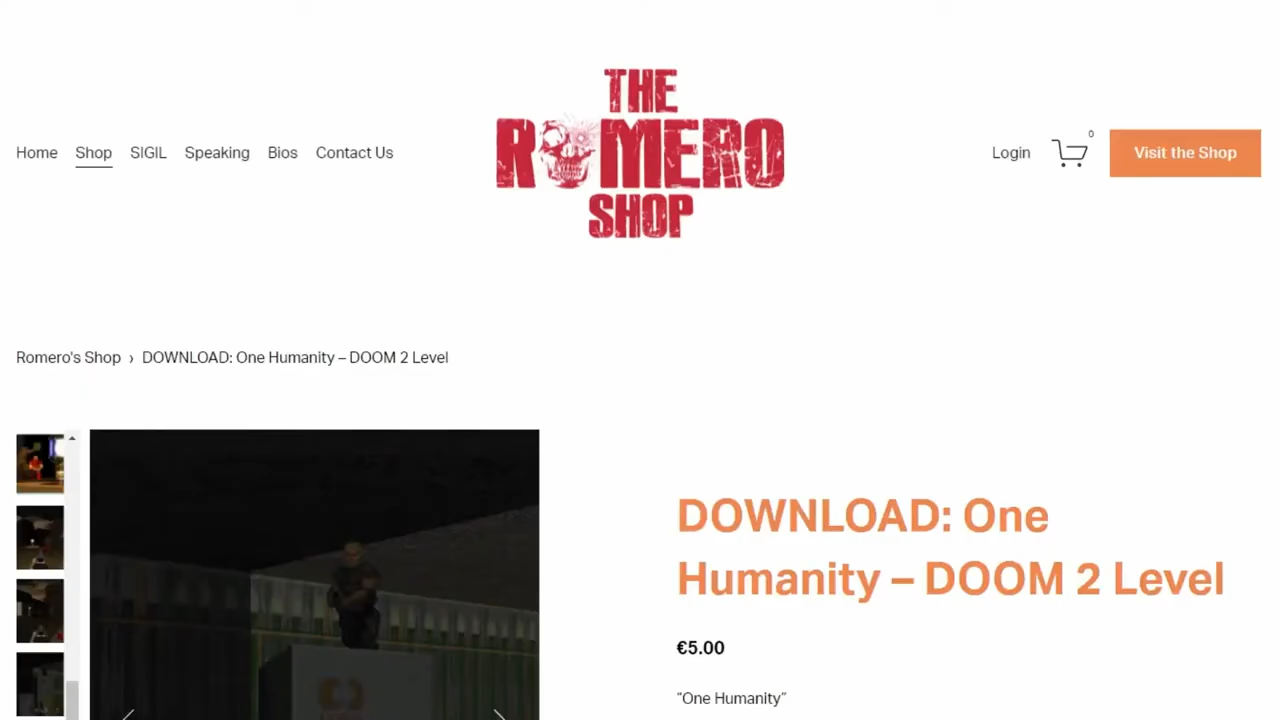 THE
ROMERO
SHOP
Home Shop SIGIL Speaking Bios Contact Us
Login 0 Visit the Shop
Romero's Shop › DOWNLOAD: One Humanity – DOOM 2 Level
DOWNLOAD: One
Humanity – DOOM 2 Level
€5.00
“One Humanity”